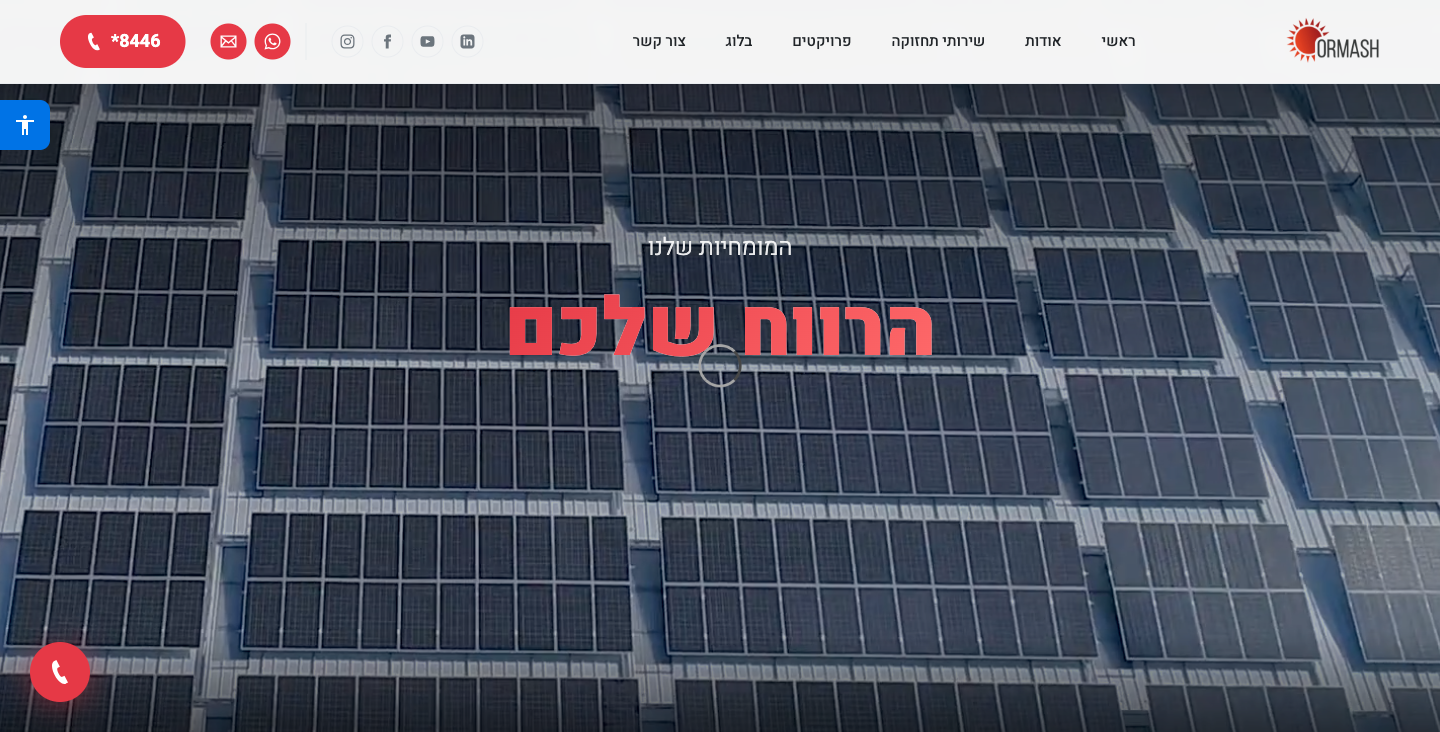 ORMASH
ראשי
אודות
שירותי תחזוקה
פרויקטים
בלוג
צור קשר
*8446
המומחיות שלנו
הרווח שלכם